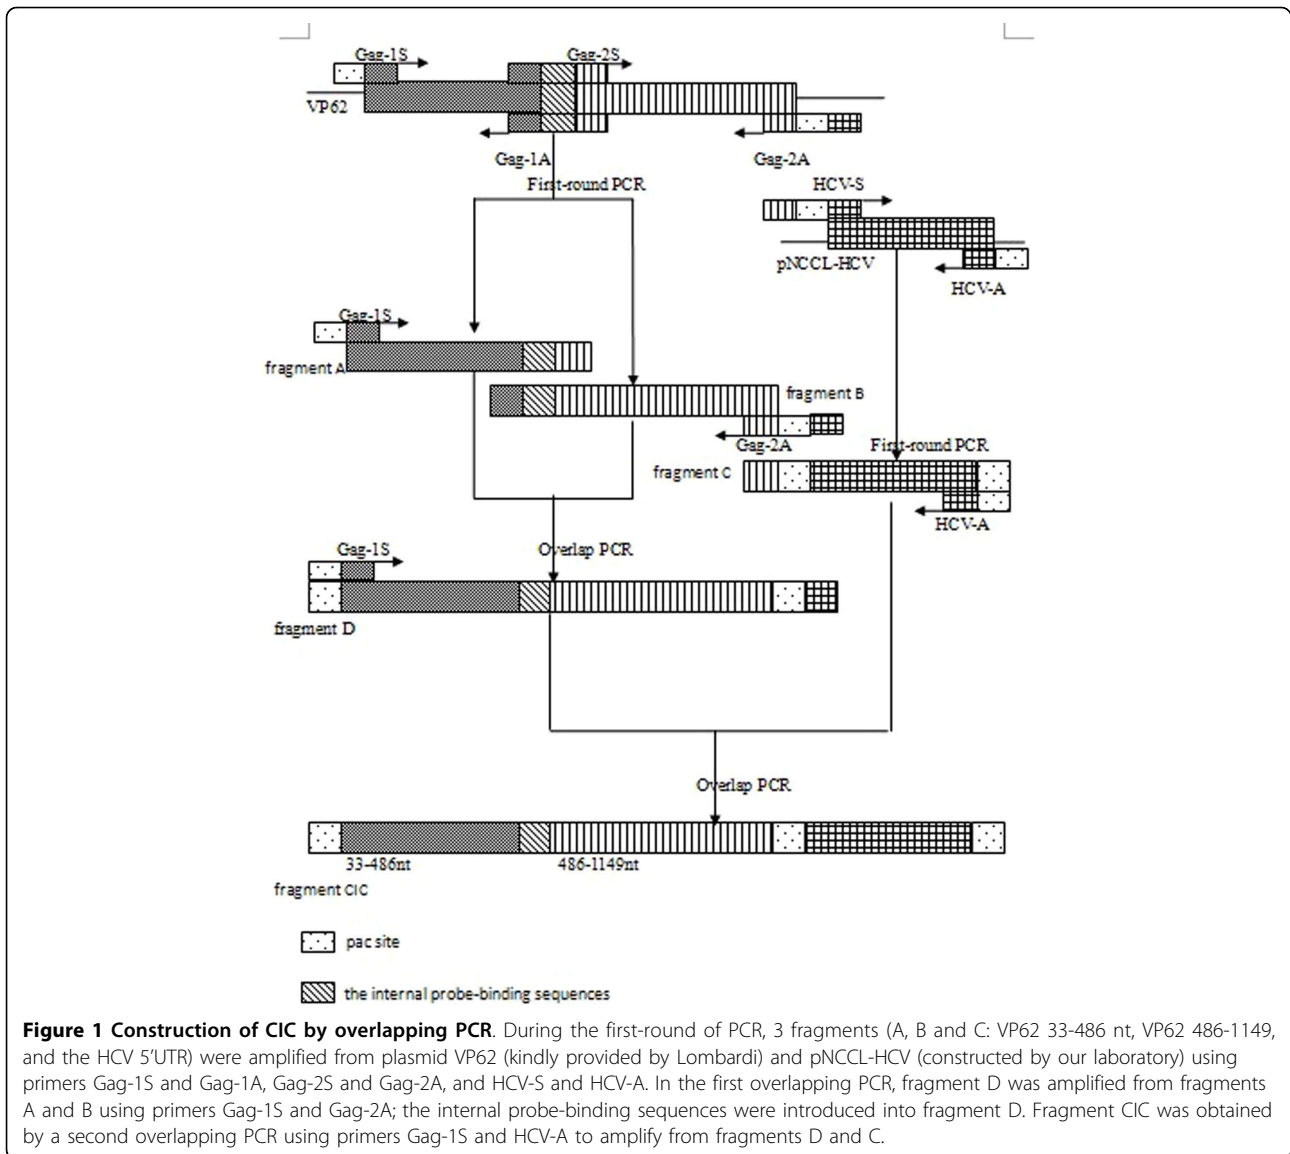 Gag-1S
Gag-2S
VP62
Gag-1A
Gag-2A
First-round PCR
HCV-S
pNCCL-HCV
HCV-A
Gag-1S
fragment A
fragment B
Gag-2A
First-round PCR
fragment C
HCV-A
Gag-1S
Overlap PCR
fragment D
Overlap PCR
33-486nt
486-1149nt
fragment CIC
pac site
the internal probe-binding sequences
Figure 1 Construction of CIC by overlapping PCR. During the first-round of PCR, 3 fragments (A, B and C: VP62 33-486 nt, VP62 486-1149,
and the HCV 5'UTR) were amplified from plasmid VP62 (kindly provided by Lombardi) and pNCCL-HCV (constructed by our laboratory) using
primers Gag-1S and Gag-1A, Gag-2S and Gag-2A, and HCV-S and HCV-A. In the first overlapping PCR, fragment D was amplified from fragments
A and B using primers Gag-1S and Gag-2A; the internal probe-binding sequences were introduced into fragment D. Fragment CIC was obtained
by a second overlapping PCR using primers Gag-1S and HCV-A to amplify from fragments D and C.